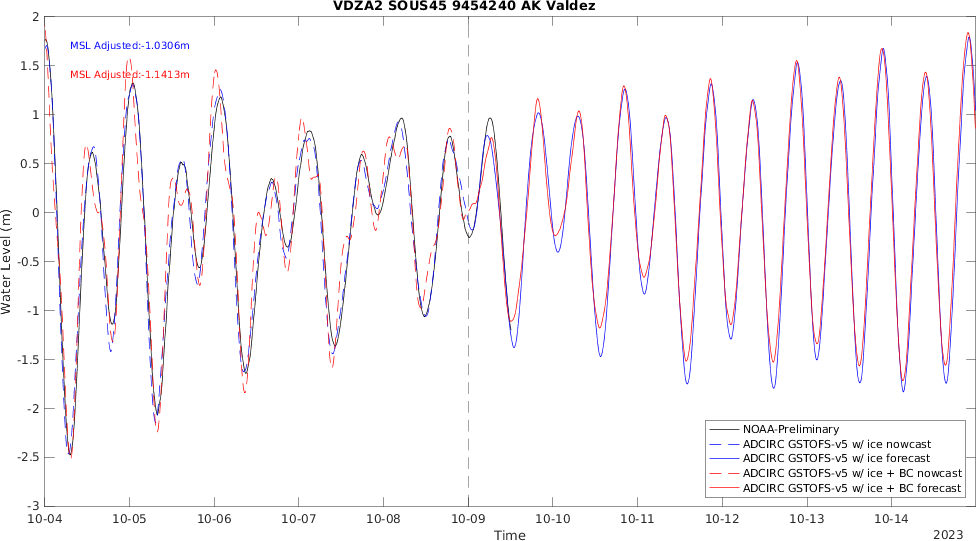 VDZA2 SOUS45 9454240 AK Valdez
MSL Adjusted:-1.0306m
MSL Adjusted:-1.1413m
Water Level (m)
2
1.5
1
0.5
0
-0.5
-1
-1.5
-2
-2.5
-3
NOAA-Preliminary
ADCIRC GSTOFS-v5 w/ ice nowcast
ADCIRC GSTOFS-v5 w/ ice forecast
ADCIRC GSTOFS-v5 w/ ice + BC nowcast
ADCIRC GSTOFS-v5 w/ ice + BC forecast
10-04 10-05 10-06 10-07 10-08 10-09 10-10 10-11 10-12 10-13 10-14
Time
2023